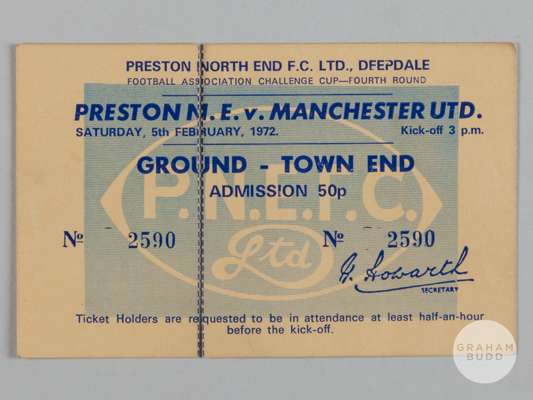 PRESTON NORTH END F.C. LTD., DEEPDALE
FOOTBALL ASSOCIATION CHALLENGE CUP—FOURTH ROUND
PRESTON N.E. v. MANCHESTER UTD.
SATURDAY, 5th FEBRUARY, 1972. Kick-off 3 p.m.
GROUND - TOWN END
ADMISSION 50p
P.N.E.F.C.
Ltd
No 2590 No 2590
H. Howarth
SECRETARY
Ticket Holders are requested to be in attendance at least half-an-hour
before the kick-off.
GRAHAM
BUDD